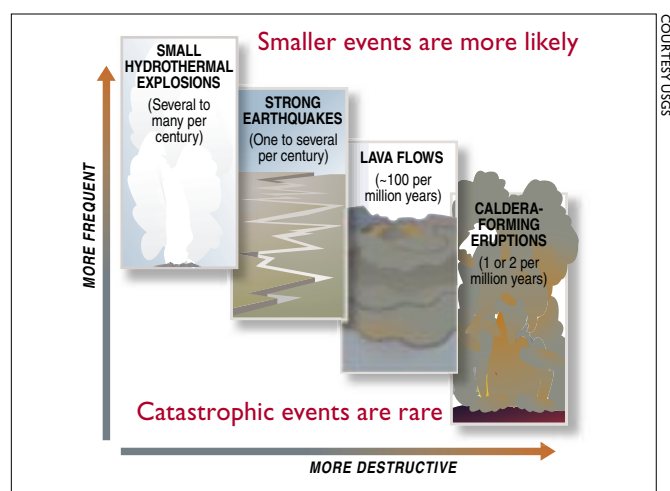 COURTESY USGS
Smaller events are more likely
SMALL
HYDROTHERMAL
EXPLOSIONS
(Several to
many per
century)
STRONG
EARTHQUAKES
(One to several
per century)
LAVA FLOWS
(~100 per
million years)
CALDERA-
FORMING
ERUPTIONS
(1 or 2 per
million years)
MORE FREQUENT
Catastrophic events are rare
MORE DESTRUCTIVE